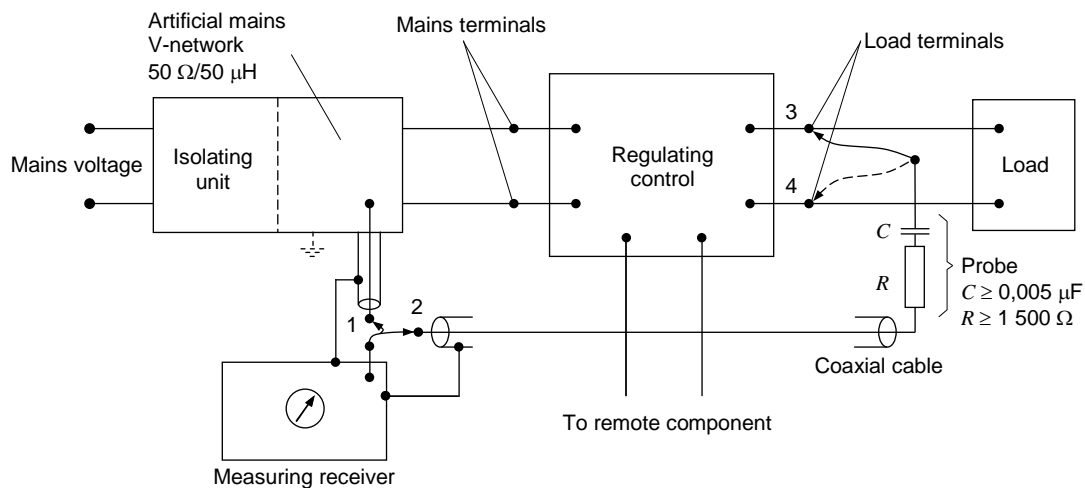 Artificial mains
V-network
50 Ω/50 μH
Mains terminals
Load terminals
Mains voltage
Isolating
unit
Regulating
control
3
4
Load
C
R
Probe
C ≥ 0,005 μF
R ≥ 1 500 Ω
1
2
Coaxial cable
To remote component
Measuring receiver